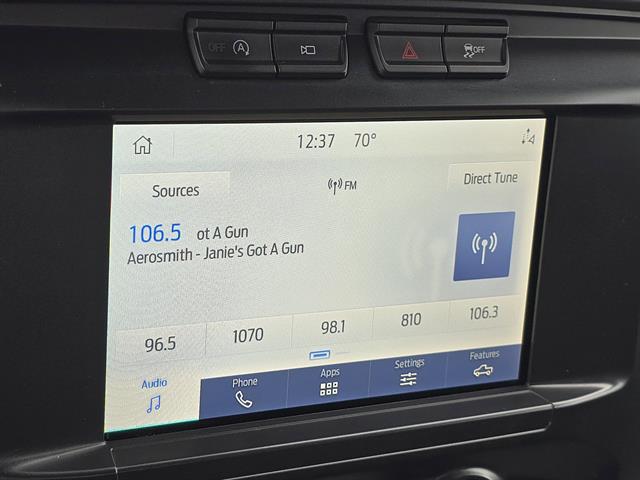 OFF A
OFF
12:37 70°
Sources
FM
Direct Tune
106.5 ot A Gun
Aerosmith - Janie's Got A Gun
96.5 1070 98.1 810 106.3
Audio Phone Apps Settings Features